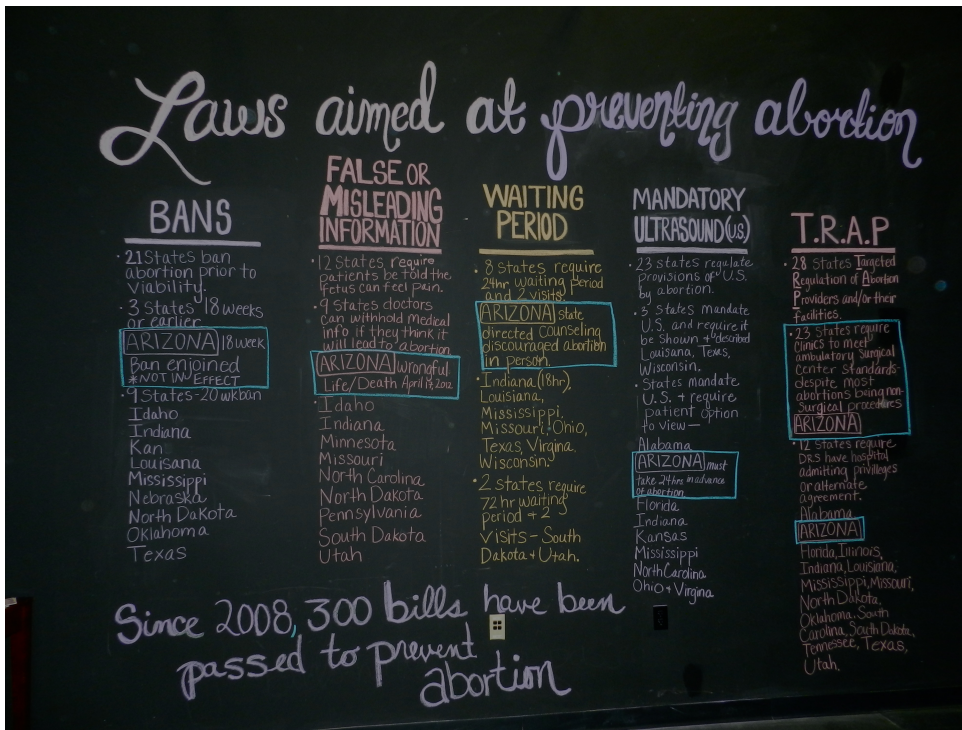 Laws aimed at preventing abortion
BANS
• 21 States ban
abortion prior to
viability.
• 3 States 18 weeks
or earlier
ARIZONA 18 week
Ban enjoined
*NOT IN EFFECT
• 9 States-20 wk ban
Idaho
Indiana
Kan
Louisana
Mississippi
Nebraska
North Dakota
Oklahoma
Texas
FALSE OR
MISLEADING
INFORMATION
• 12 States require
patients be told the
fetus can feel pain.
• 9 States doctors
can withhold Medical
info if they think it
will lead to abortion
ARIZONA Wrongful
Life/Death April 17, 2012
• Idaho
Indiana
Minnesota
Missouri
North Carolina
North Dakota
Pennsylvania
South Dakota
Utah
WAITING
PERIOD
• 8 States require
24hr waiting period
and 2 visits.
ARIZONA state
directed counseling
discouraged abortion
in person.
• Indiana (18hr),
Louisiana,
Mississippi,
Missouri, Ohio,
Texas, Virgina.
Wisconsin.
• 2 States require
72hr waiting
period + 2
visits - South
Dakota + Utah.
MANDATORY
ULTRASOUND (U.S.)
• 23 states regulate
provisions of U.S.
by abortion.
• 3 states mandate
U.S. and require it
be shown + described
Louisiana, Texas,
Wisconsin.
• States mandate
U.S. + require
patient option
to view—
Alabama
ARIZONA must
take 24hrs in advance
of abortion
Florida
Indiana
Kansas
Mississippi
North Carolina
Ohio + Virgina
T.R.A.P
• 28 States Targeted
Regulation of Abortion
Providers and/or their
facilities.
• 23 States require
Clinics to meet
ambulatory Surgical
Center standards
despite most
abortions being non-
Surgical procedures
ARIZONA
• 12 States require
DRS have hospital
admitting privilleges
or alternate
agreement.
Alabama
ARIZONA
Florida, Illinois,
Indiana, Louisiana,
Mississippi, Missouri,
North Dakota,
Oklahoma, South
Carolina, South Dakota,
Tennessee, Texas,
Utah.
Since 2008, 300 bills have been
passed to prevent
abortion